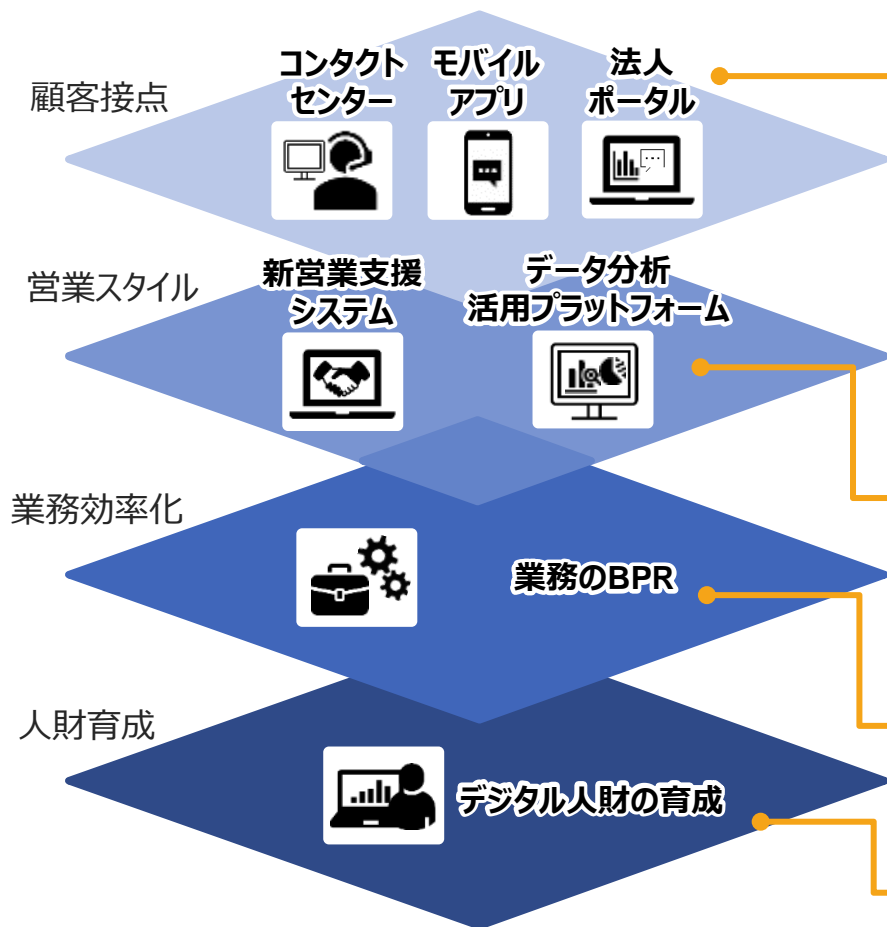 顧客接点
コンタクト
センター
モバイル
アプリ
法人
ポータル
営業スタイル
新営業支援
システム
データ分析
活用プラットフォーム
業務効率化
業務のBPR
人財育成
デジタル人財の育成